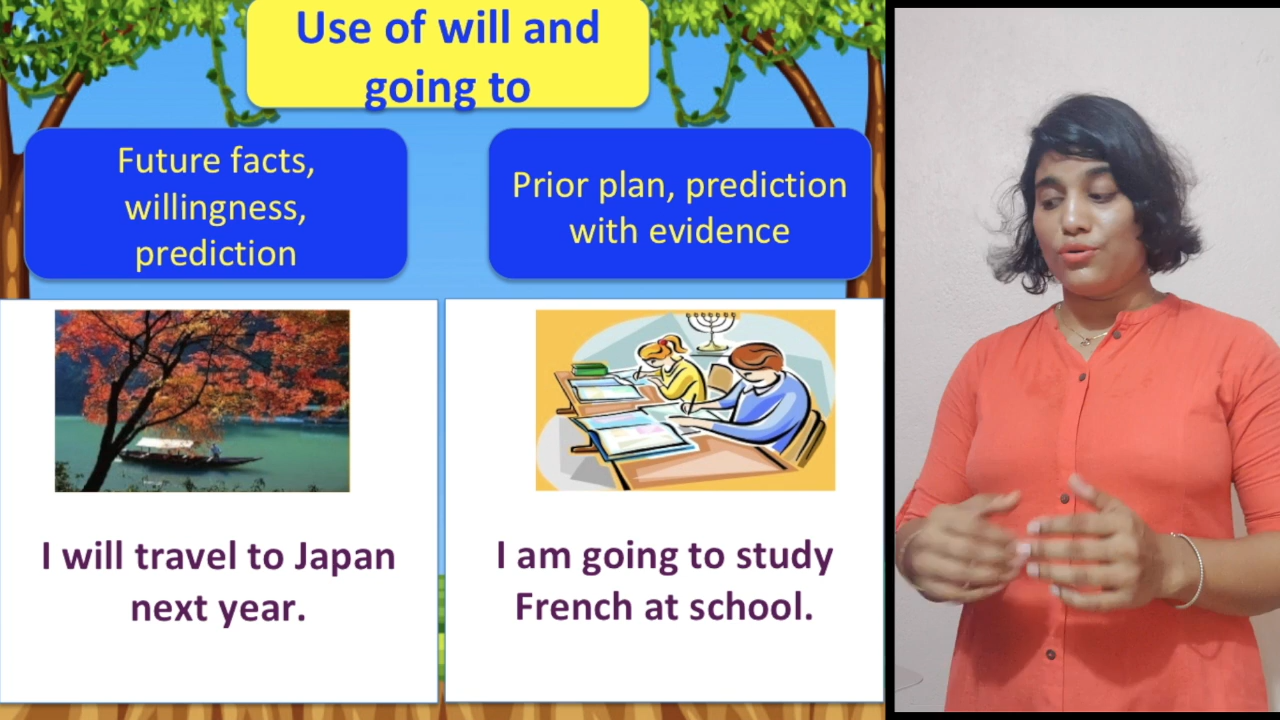 Use of will and
going to
Future facts,
willingness,
prediction
Prior plan, prediction
with evidence
I will travel to Japan
next year.
I am going to study
French at school.